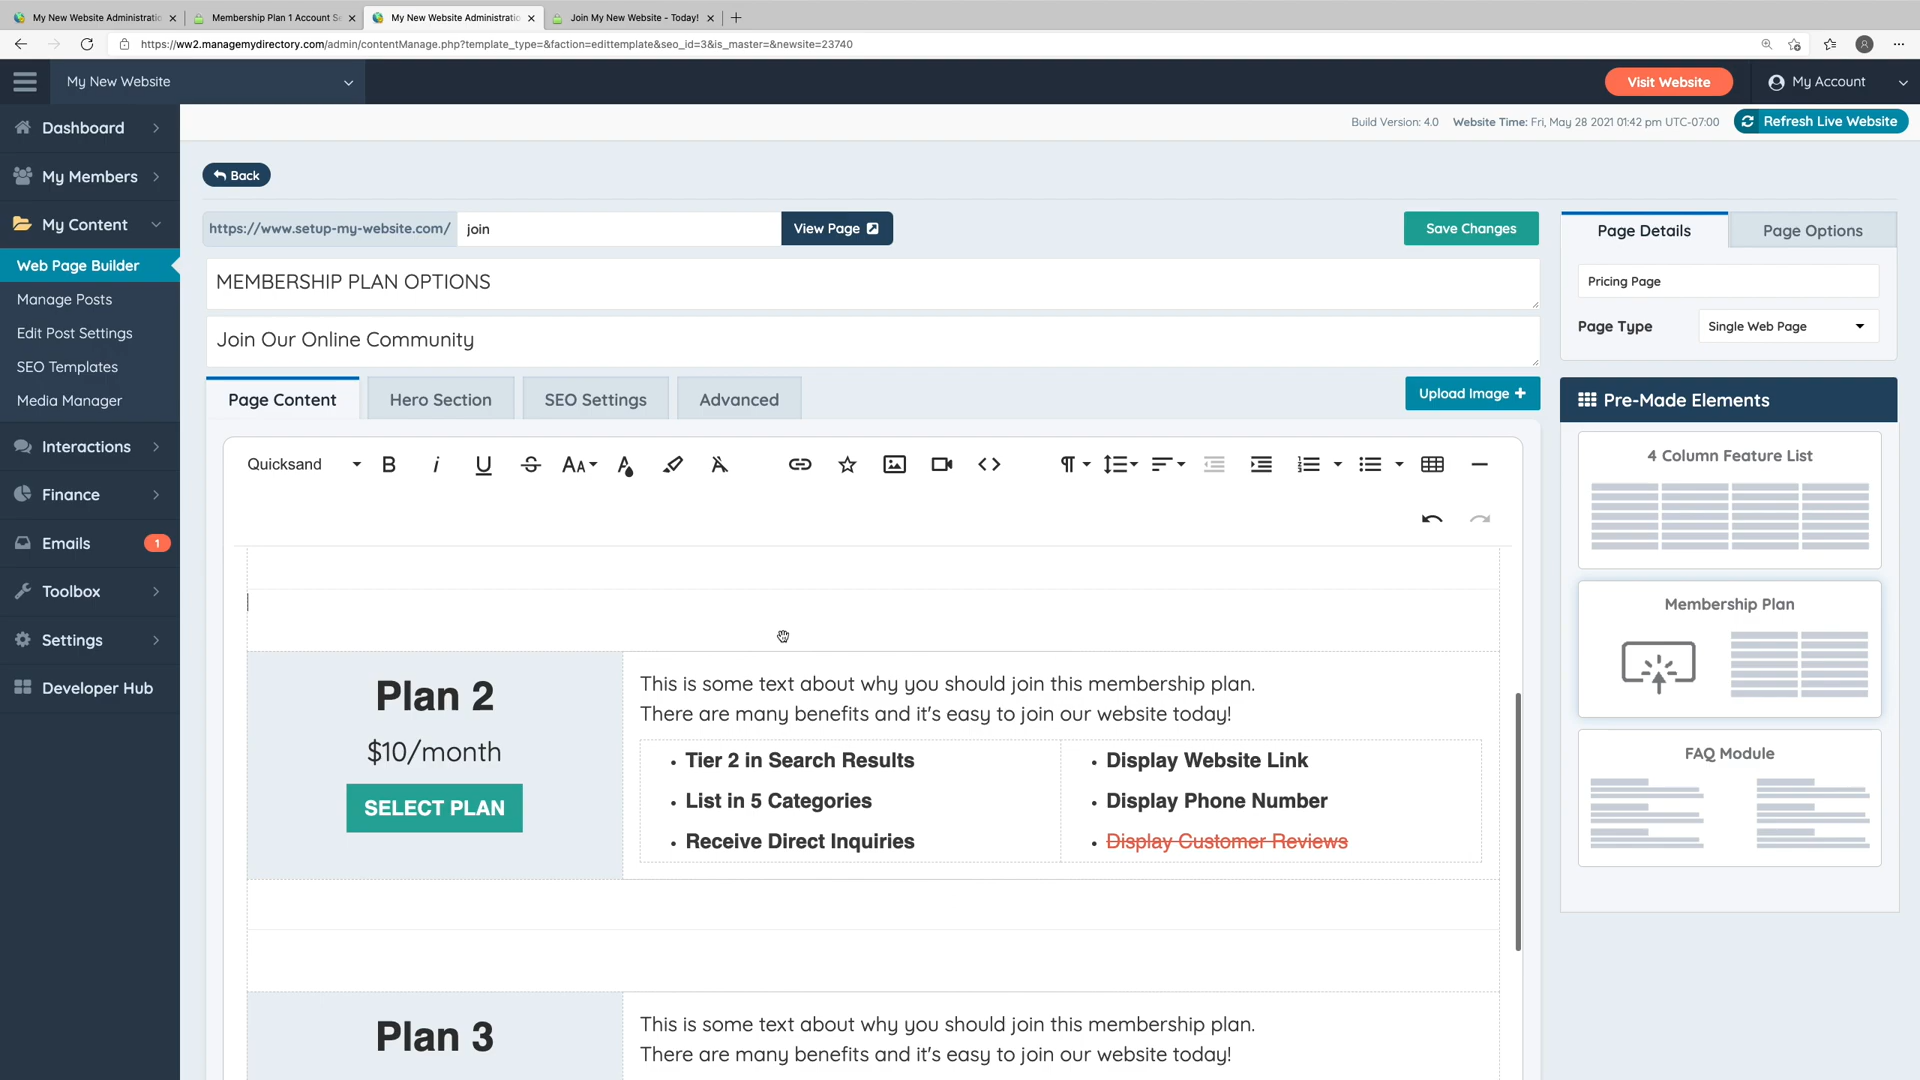 My New Website Administratio
Membership Plan 1 Account Se
My New Website Administratio
Join My New Website - Today!
https://ww2.managemydirectory.com/admin/contentManage.php?template_type=&faction=edittemplate&seo_id=3&is_master=&newsite=23740
My New Website
Visit Website
My Account
Build Version: 4.0
Website Time: Fri, May 28 2021 01:42 pm UTC-07:00
Refresh Live Website
Dashboard
My Members
My Content
Web Page Builder
Manage Posts
Edit Post Settings
SEO Templates
Media Manager
Interactions
Finance
Emails 1
Toolbox
Settings
Developer Hub
Back
https://www.setup-my-website.com/ join
View Page
Save Changes
MEMBERSHIP PLAN OPTIONS
Join Our Online Community
Page Content
Hero Section
SEO Settings
Advanced
Upload Image +
Quicksand
Plan 2
$10/month
SELECT PLAN
This is some text about why you should join this membership plan.
There are many benefits and it's easy to join our website today!
• Tier 2 in Search Results
• List in 5 Categories
• Receive Direct Inquiries
• Display Website Link
• Display Phone Number
• Display Customer Reviews
Plan 3
This is some text about why you should join this membership plan.
There are many benefits and it's easy to join our website today!
Page Details
Page Options
Pricing Page
Page Type
Single Web Page
Pre-Made Elements
4 Column Feature List
Membership Plan
FAQ Module